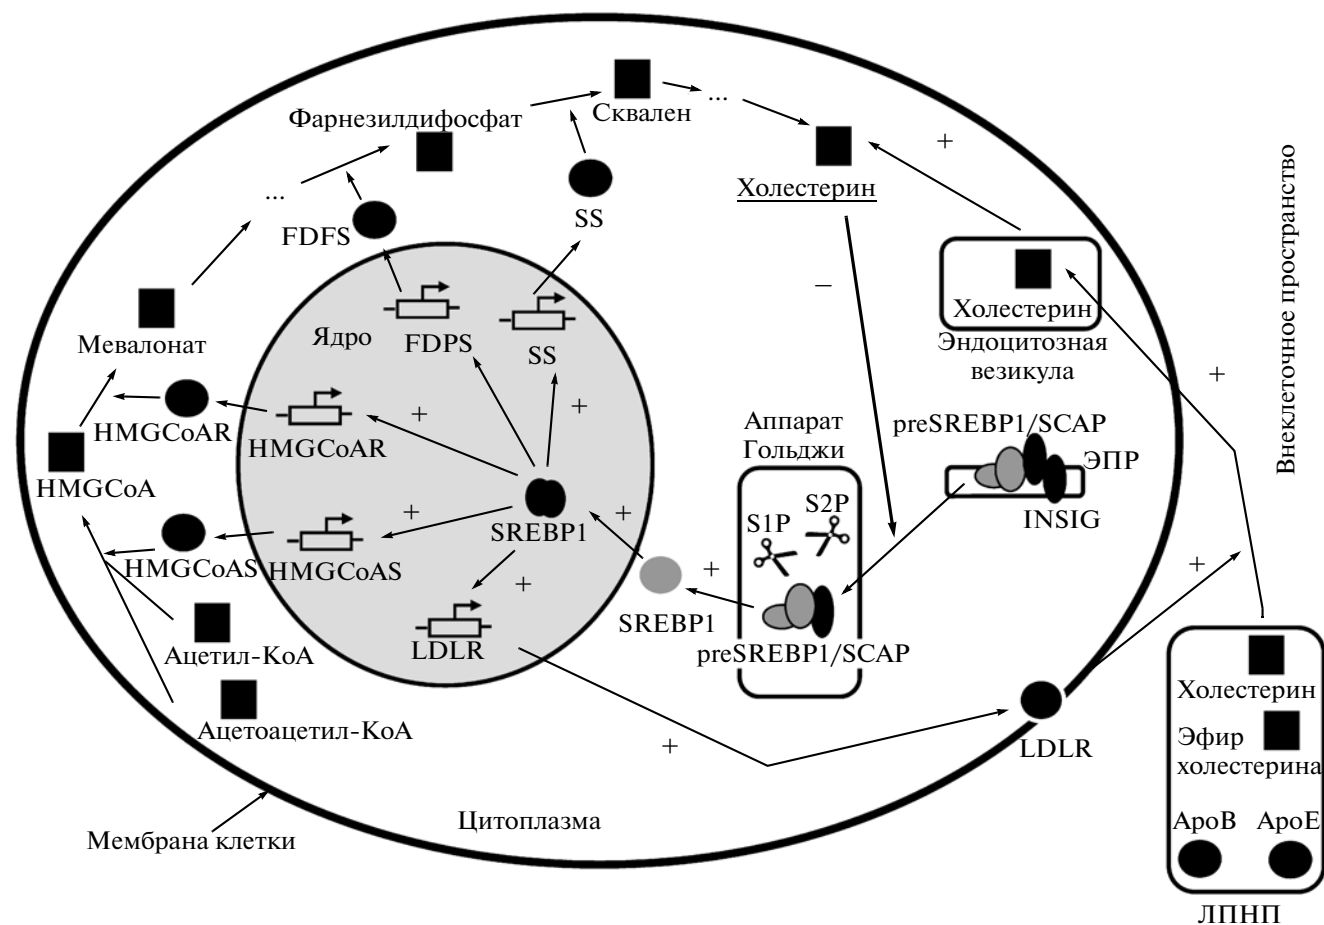 Сквален
...
Фарнезилдифосфат
+
Холестерин
...
SS
FDFS
Холестерин
Эндоцитозная
везикула
–
Внеклеточное пространство
Мевалонат
Ядро
FDPS
SS
+
+
+
HMGCoAR
HMGCoAR
Аппарат
Гольджи
preSREBP1/SCAP
ЭПР
INSIG
HMGCoA
S1P
S2P
SREBP1
+
+
HMGCoAS
HMGCoAS
+
+
+
SREBP1
LDLR
preSREBP1/SCAP
Ацетил-КоА
Ацетоацетил-КоА
+
LDLR
Холестерин
Эфир
холестерина
АроВ
АроЕ
ЛПНП
Цитоплазма
Мембрана клетки